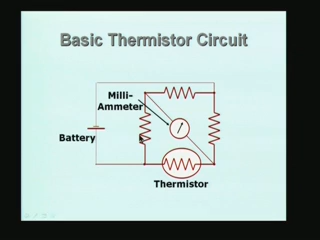 Basic Thermistor Circuit
Milli-
Ammeter
Battery
Thermistor